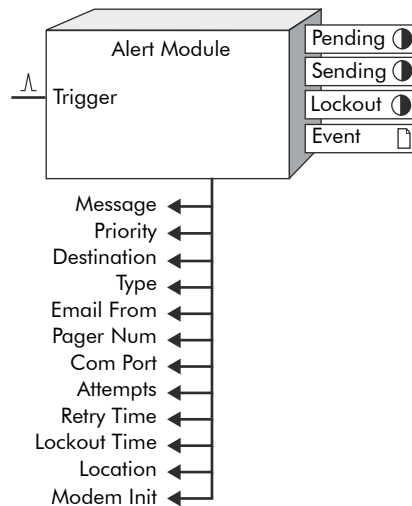 Alert Module
Trigger
Pending
Sending
Lockout
Event
Message
Priority
Destination
Type
Email From
Pager Num
Com Port
Attempts
Retry Time
Lockout Time
Location
Modem Init